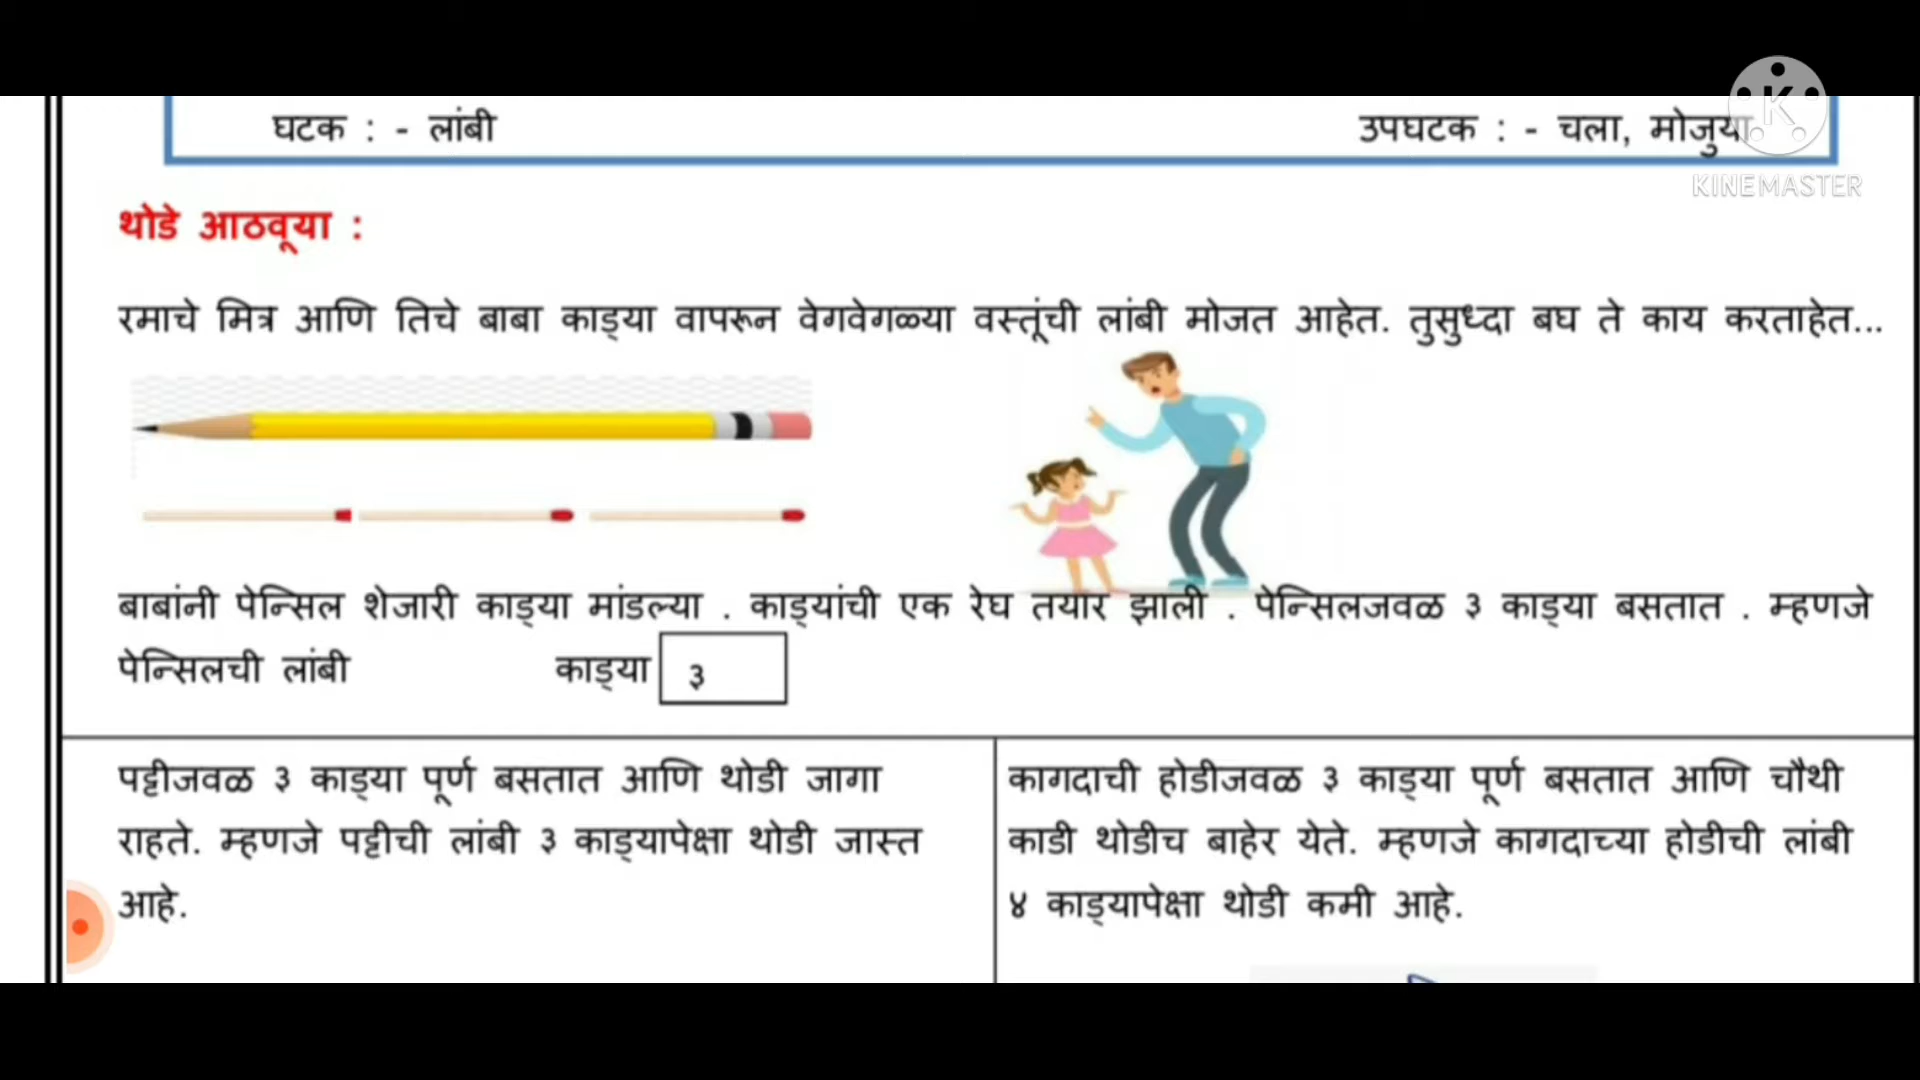 घटक : - लांबी उपघटक : - चला, मोजुया
KINEMASTER
थोडे आठवूया :
रमाचे मित्र आणि तिचे बाबा काड्या वापरून वेगवेगळ्या वस्तूंची लांबी मोजत आहेत. तुसुध्दा बघ ते काय करताहेत...
बाबांनी पेन्सिल शेजारी काड्या मांडल्या . काड्यांची एक रेघ तयार झाली . पेन्सिलजवळ ३ काड्या बसतात . म्हणजे
पेन्सिलची लांबी काड्या ३
पट्टीजवळ ३ काड्या पूर्ण बसतात आणि थोडी जागा
राहते. म्हणजे पट्टीची लांबी ३ काड्यापेक्षा थोडी जास्त
आहे.
कागदाची होडीजवळ ३ काड्या पूर्ण बसतात आणि चौथी
काडी थोडीच बाहेर येते. म्हणजे कागदाच्या होडीची लांबी
४ काड्यापेक्षा थोडी कमी आहे.